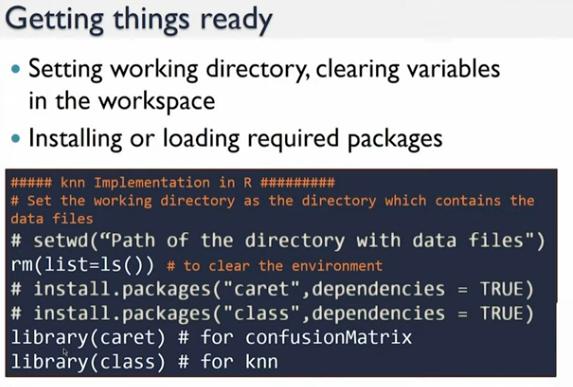 Getting things ready
• Setting working directory, clearing variables
in the workspace
• Installing or loading required packages
##### knn Implementation in R #########
# Set the working directory as the directory which contains the
data files
# setwd(“Path of the directory with data files")
rm(list=ls()) # to clear the environment
# install.packages("caret",dependencies = TRUE)
# install.packages("class",dependencies = TRUE)
library(caret) # for confusionMatrix
library(class) # for knn